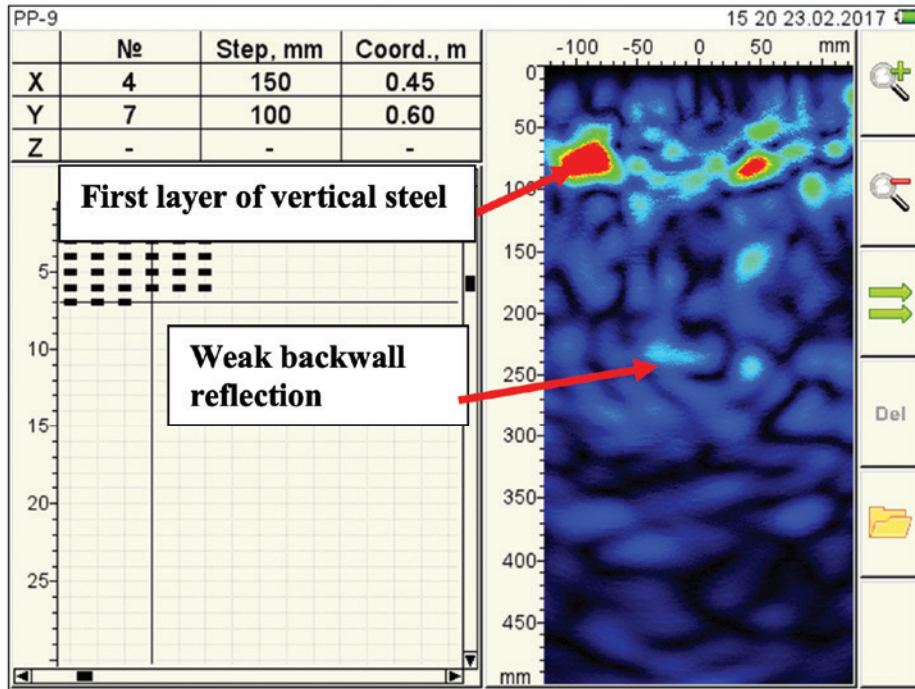 PP-9
15 20 23.02.2017
№ Step, mm Coord., m
X 4 150 0.45
Y 7 100 0.60
Z - - -
First layer of vertical steel
5
10
15
20
25
Weak backwall
reflection
-100 -50 0 50 mm
0
50
100
150
200
250
300
350
400
450
mm
Del